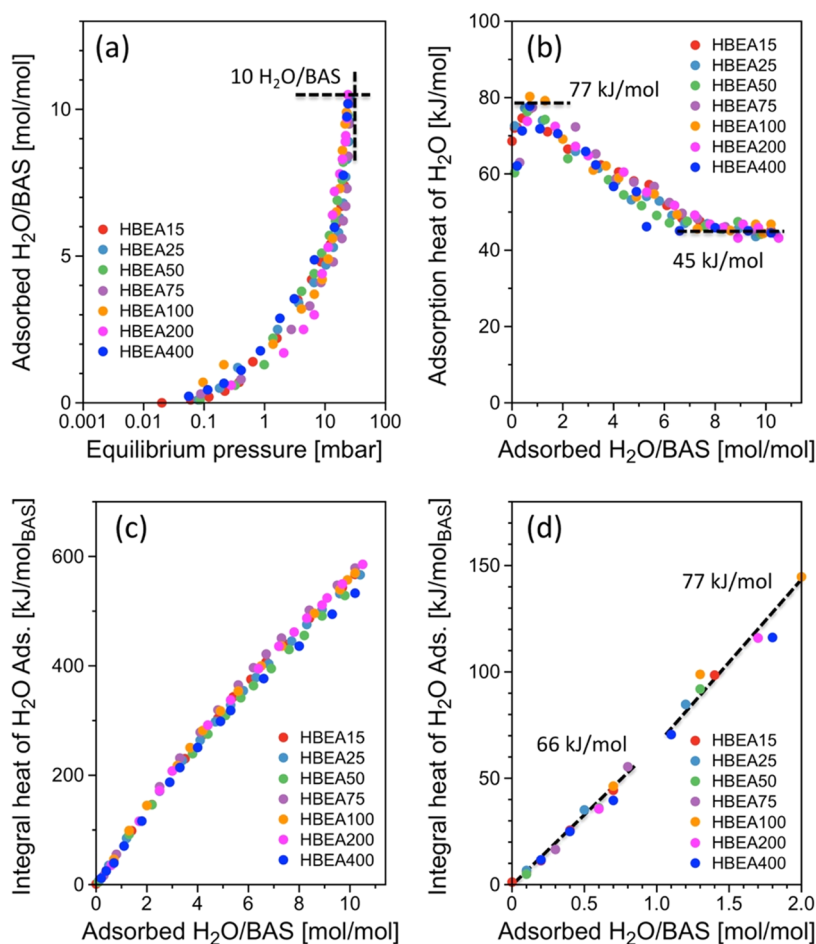 (a)
10 H₂O/BAS
HBEA15
HBEA25
HBEA50
HBEA75
HBEA100
HBEA200
HBEA400
Adsorbed H₂O/BAS [mol/mol]
0
5
10
0.001
0.01
0.1
1
10
100
Equilibrium pressure [mbar]
(b)
77 kJ/mol
45 kJ/mol
HBEA15
HBEA25
HBEA50
HBEA75
HBEA100
HBEA200
HBEA400
Adsorption heat of H₂O [kJ/mol]
100
80
60
40
20
0
0
2
4
6
8
10
Adsorbed H₂O/BAS [mol/mol]
(c)
HBEA15
HBEA25
HBEA50
HBEA75
HBEA100
HBEA200
HBEA400
Integral heat of H₂O Ads. [kJ/mol_BAS]
600
400
200
0
0
2
4
6
8
10
Adsorbed H₂O/BAS [mol/mol]
(d)
77 kJ/mol
66 kJ/mol
HBEA15
HBEA25
HBEA50
HBEA75
HBEA100
HBEA200
HBEA400
Integral heat of H₂O Ads. [kJ/mol_BAS]
150
100
50
0
0
0.5
1.0
1.5
2.0
Adsorbed H₂O/BAS [mol/mol]